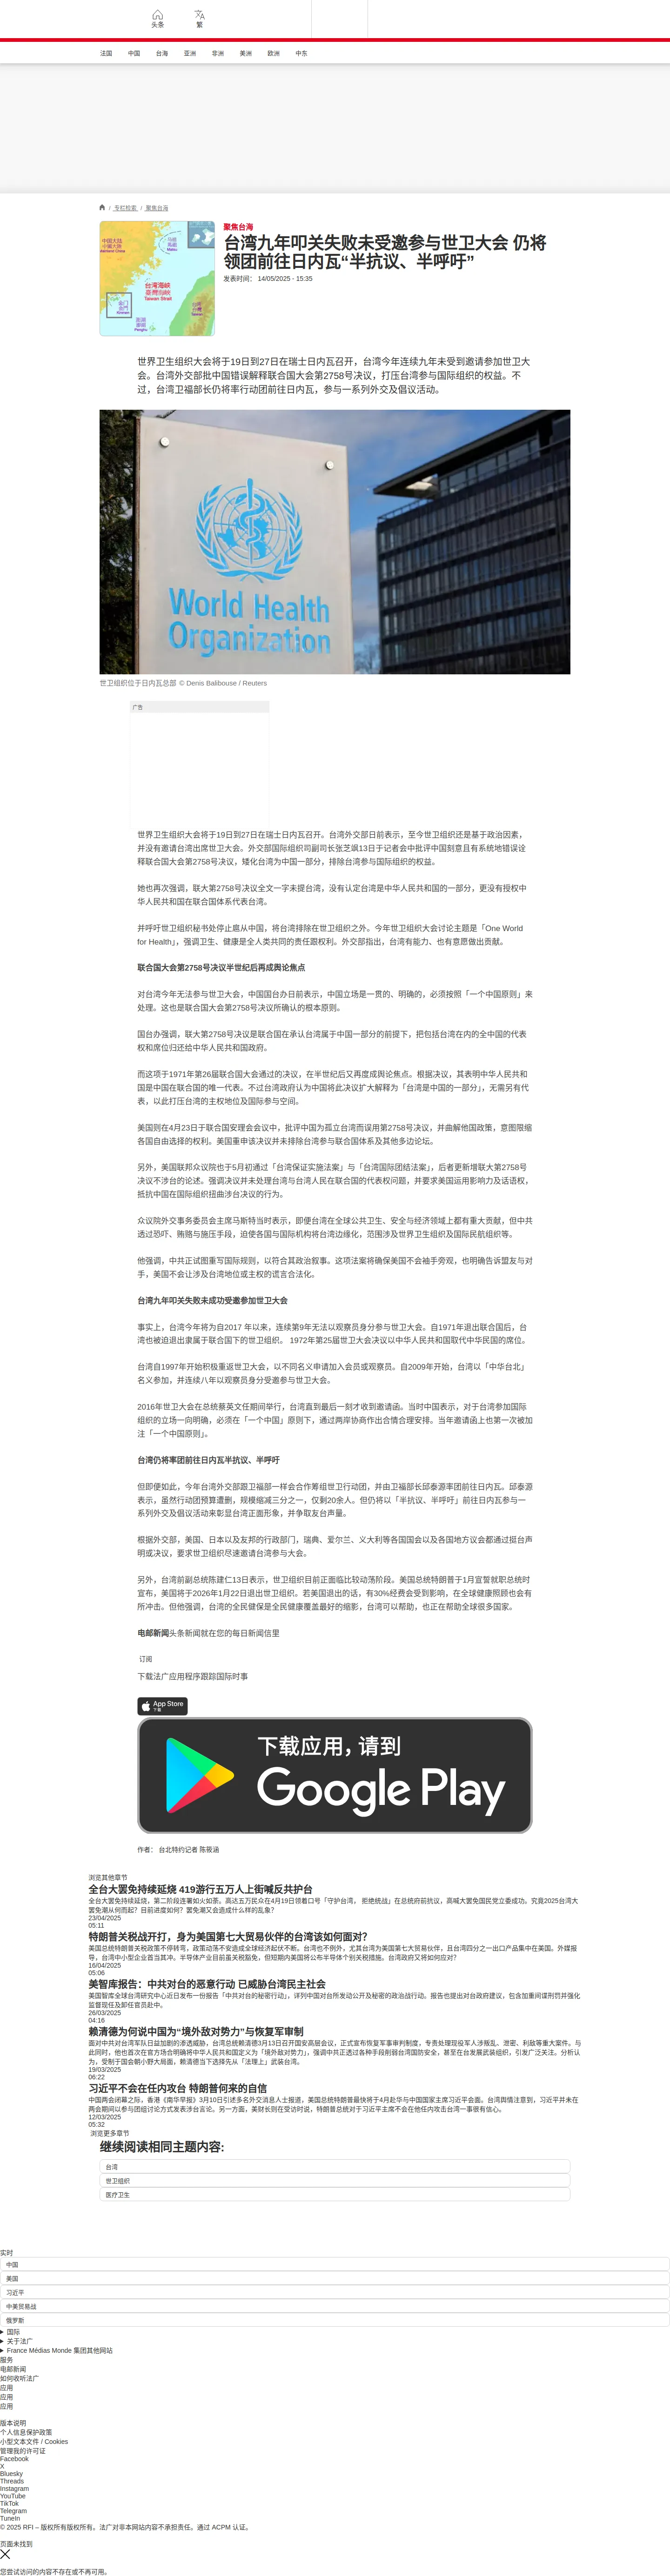 头条
繁
法国 中国 台海 亚洲 非洲 美洲 欧洲 中东
/ 专栏检索 / 聚焦台海
中国大陆
中國大陸
Mainland China
马祖
馬祖
Matsu
台湾海峡
臺灣海峽
Taiwan Strait
金门
金門
Kinmen
澎湖
Penghu
台湾
Taiwan
聚焦台海
台湾九年叩关失败未受邀参与世卫大会 仍将
领团前往日内瓦“半抗议、半呼吁”
发表时间： 14/05/2025 - 15:35
世界卫生组织大会将于19日到27日在瑞士日内瓦召开，台湾今年连续九年未受到邀请参加世卫大
会。台湾外交部批中国错误解释联合国大会第2758号决议，打压台湾参与国际组织的权益。不
过，台湾卫福部长仍将率行动团前往日内瓦，参与一系列外交及倡议活动。
World Health
Organization
世卫组织位于日内瓦总部 © Denis Balibouse / Reuters
广告
世界卫生组织大会将于19日到27日在瑞士日内瓦召开。台湾外交部日前表示，至今世卫组织还是基于政治因素，
并没有邀请台湾出席世卫大会。外交部国际组织司副司长张芝飒13日于记者会中批评中国刻意且有系统地错误诠
释联合国大会第2758号决议，矮化台湾为中国一部分，排除台湾参与国际组织的权益。
她也再次强调，联大第2758号决议全文一字未提台湾，没有认定台湾是中华人民共和国的一部分，更没有授权中
华人民共和国在联合国体系代表台湾。
并呼吁世卫组织秘书处停止屈从中国，将台湾排除在世卫组织之外。今年世卫组织大会讨论主题是「One World
for Health」，强调卫生、健康是全人类共同的责任跟权利。外交部指出，台湾有能力、也有意愿做出贡献。
联合国大会第2758号决议半世纪后再成舆论焦点
对台湾今年无法参与世卫大会，中国国台办日前表示，中国立场是一贯的、明确的，必须按照「一个中国原则」来
处理。这也是联合国大会第2758号决议所确认的根本原则。
国台办强调，联大第2758号决议是联合国在承认台湾属于中国一部分的前提下，把包括台湾在内的全中国的代表
权和席位归还给中华人民共和国政府。
而这项于1971年第26届联合国大会通过的决议，在半世纪后又再度成舆论焦点。根据决议，其表明中华人民共和
国是中国在联合国的唯一代表。不过台湾政府认为中国将此决议扩大解释为「台湾是中国的一部分」，无需另有代
表，以此打压台湾的主权地位及国际参与空间。
美国则在4月23日于联合国安理会会议中，批评中国为孤立台湾而误用第2758号决议，并曲解他国政策，意图限缩
各国自由选择的权利。美国重申该决议并未排除台湾参与联合国体系及其他多边论坛。
另外，美国联邦众议院也于5月初通过「台湾保证实施法案」与「台湾国际团结法案」，后者更新增联大第2758号
决议不涉台的论述。强调决议并未处理台湾与台湾人民在联合国的代表权问题，并要求美国运用影响力及话语权，
抵抗中国在国际组织扭曲涉台决议的行为。
众议院外交事务委员会主席马斯特当时表示，即便台湾在全球公共卫生、安全与经济领域上都有重大贡献，但中共
透过恐吓、贿赂与施压手段，迫使各国与国际机构将台湾边缘化，范围涉及世界卫生组织及国际民航组织等。
他强调，中共正试图重写国际规则，以符合其政治叙事。这项法案将确保美国不会袖手旁观，也明确告诉盟友与对
手，美国不会让涉及台湾地位或主权的谎言合法化。
台湾九年叩关失败未成功受邀参加世卫大会
事实上，台湾今年将为自2017 年以来，连续第9年无法以观察员身分参与世卫大会。自1971年退出联合国后，台
湾也被迫退出隶属于联合国下的世卫组织。 1972年第25届世卫大会决议以中华人民共和国取代中华民国的席位。
台湾自1997年开始积极重返世卫大会，以不同名义申请加入会员或观察员。自2009年开始，台湾以「中华台北」
名义参加，并连续八年以观察员身分受邀参与世卫大会。
2016年世卫大会在总统蔡英文任期间举行，台湾直到最后一刻才收到邀请函。当时中国表示，对于台湾参加国际
组织的立场一向明确，必须在「一个中国」原则下，通过两岸协商作出合情合理安排。当年邀请函上也第一次被加
注「一个中国原则」。
台湾仍将率团前往日内瓦半抗议、半呼吁
但即便如此，今年台湾外交部跟卫福部一样会合作筹组世卫行动团，并由卫福部长邱泰源率团前往日内瓦。邱泰源
表示，虽然行动团预算遭删，规模缩减三分之一，仅剩20余人。但仍将以「半抗议、半呼吁」前往日内瓦参与一
系列外交及倡议活动来彰显台湾正面形象，并争取友台声量。
根据外交部，美国、日本以及友邦的行政部门，瑞典、爱尔兰、义大利等各国国会以及各国地方议会都通过挺台声
明或决议，要求世卫组织尽速邀请台湾参与大会。
另外，台湾前副总统陈建仁13日表示，世卫组织目前正面临比较动荡阶段。美国总统特朗普于1月宣誓就职总统时
宣布，美国将于2026年1月22日退出世卫组织。若美国退出的话，有30%经费会受到影响，在全球健康照顾也会有
所冲击。但他强调，台湾的全民健保是全民健康覆盖最好的缩影，台湾可以帮助，也正在帮助全球很多国家。
电邮新闻头条新闻就在您的每日新闻信里
订阅
下载法广应用程序跟踪国际时事
App Store
下载
下载应用，请到
Google Play
作者： 台北特约记者 陈筱涵
浏览其他章节
全台大罢免持续延烧 419游行五万人上街喊反共护台
全台大罢免持续延烧，第二阶段连署如火如荼。高达五万民众在4月19日领着口号「守护台湾， 拒绝统战」在总统府前抗议，高喊大罢免国民党立委成功。究竟2025台湾大
罢免潮从何而起？目前进度如何？罢免潮又会造成什么样的乱象?
23/04/2025
05:11
特朗普关税战开打，身为美国第七大贸易伙伴的台湾该如何面对？
美国总统特朗普关税政策不停转弯，政策动荡不安造成全球经济起伏不断。台湾也不例外，尤其台湾为美国第七大贸易伙伴，且台湾四分之一出口产品集中在美国。外媒报
导，台湾中小型企业首当其冲。半导体产业目前虽关税豁免，但短期内美国将公布半导体个别关税措施。台湾政府又将如何应对？
16/04/2025
05:06
美智库报告：中共对台的恶意行动 已威胁台湾民主社会
美国智库全球台湾研究中心近日发布一份报告「中共对台的秘密行动」，详列中国对台所发动公开及秘密的政治战行动。报告也提出对台政府建议，包含加重间谍刑罚并强化
监督现任及卸任官员赴中。
26/03/2025
04:16
赖清德为何说中国为“境外敌对势力”与恢复军审制
面对中共对台湾军队日益加剧的渗透威胁，台湾总统赖清德3月13日召开国安高层会议，正式宣布恢复军事审判制度，专责处理现役军人涉叛乱、泄密、利敌等重大案件。与
此同时，他也首次在官方场合明确将中华人民共和国定义为「境外敌对势力」，强调中共正透过各种手段削弱台湾国防安全，甚至在台发展武装组织，引发广泛关注。分析认
为，受制于国会朝小野大局面，赖清德当下选择先从「法理上」武装台湾。
19/03/2025
06:22
习近平不会在任内攻台 特朗普何来的自信
中国两会闭幕之际，香港《南华早报》3月10日引述多名外交消息人士报道，美国总统特朗普最快将于4月赴华与中国国家主席习近平会面。台湾舆情注意到，习近平并未在
两会期间以参与团组讨论方式发表涉台言论。另一方面，美财长则在受访时说，特朗普总统对于习近平主席不会在他任内攻击台湾一事很有信心。
12/03/2025
05:32
浏览更多章节
继续阅读相同主题内容:
台湾
世卫组织
医疗卫生
实时
中国
美国
习近平
中美贸易战
俄罗斯
国际
关于法广
France Médias Monde 集团其他网站
服务
电邮新闻
如何收听法广
应用
应用
应用
版本说明
个人信息保护政策
小型文本文件 / Cookies
管理我的许可证
Facebook
X
Bluesky
Threads
Instagram
YouTube
TikTok
Telegram
TuneIn
© 2025 RFI – 版权所有版权所有。法广对非本网站内容不承担责任。通过 ACPM 认证。
页面未找到
您尝试访问的内容不存在或不再可用。